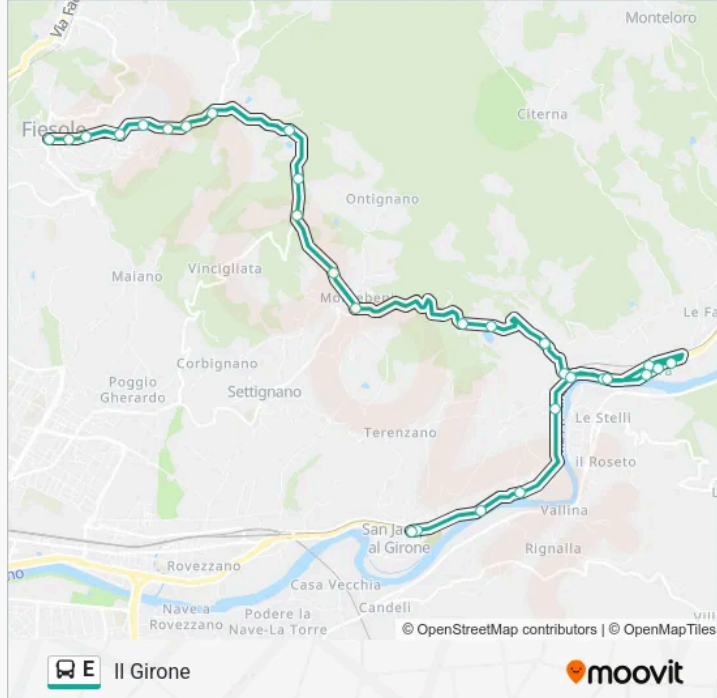 Monteloro
Via Fa
Citerna
Fiesole
Ontignano
Maiano
Vincigliata
Le Fa
Corbignano
Poggio
Gherardo
Settignano
Le Stelli
Terenzano
il Roseto
Vallina
San Ja
al Girone
Rignalla
Rovezzano
Casa Vecchia
Candeli
Nave a
Rovezzano
Podere la
Nave-La Torre
© OpenStreetMap contributors | © OpenMapTiles
E Il Girone
moovit